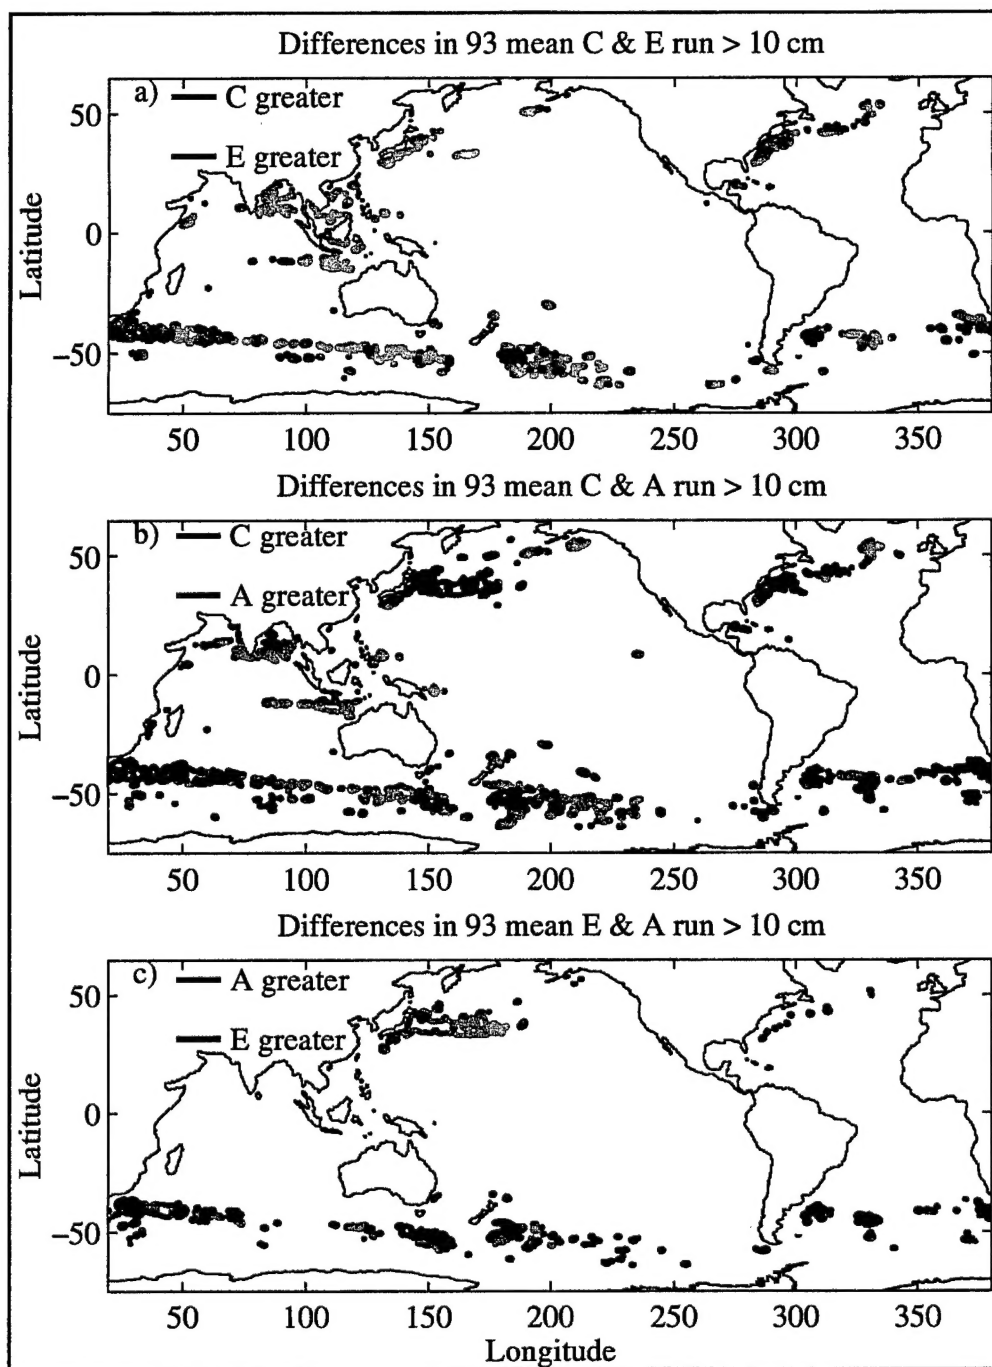 Differences in 93 mean C & E run > 10 cm
a)
C greater
E greater
50
0
−50
Latitude
50 100 150 200 250 300 350
Differences in 93 mean C & A run > 10 cm
b)
C greater
A greater
50
0
−50
Latitude
50 100 150 200 250 300 350
Differences in 93 mean E & A run > 10 cm
c)
A greater
E greater
50
0
−50
Latitude
50 100 150 200 250 300 350
Longitude